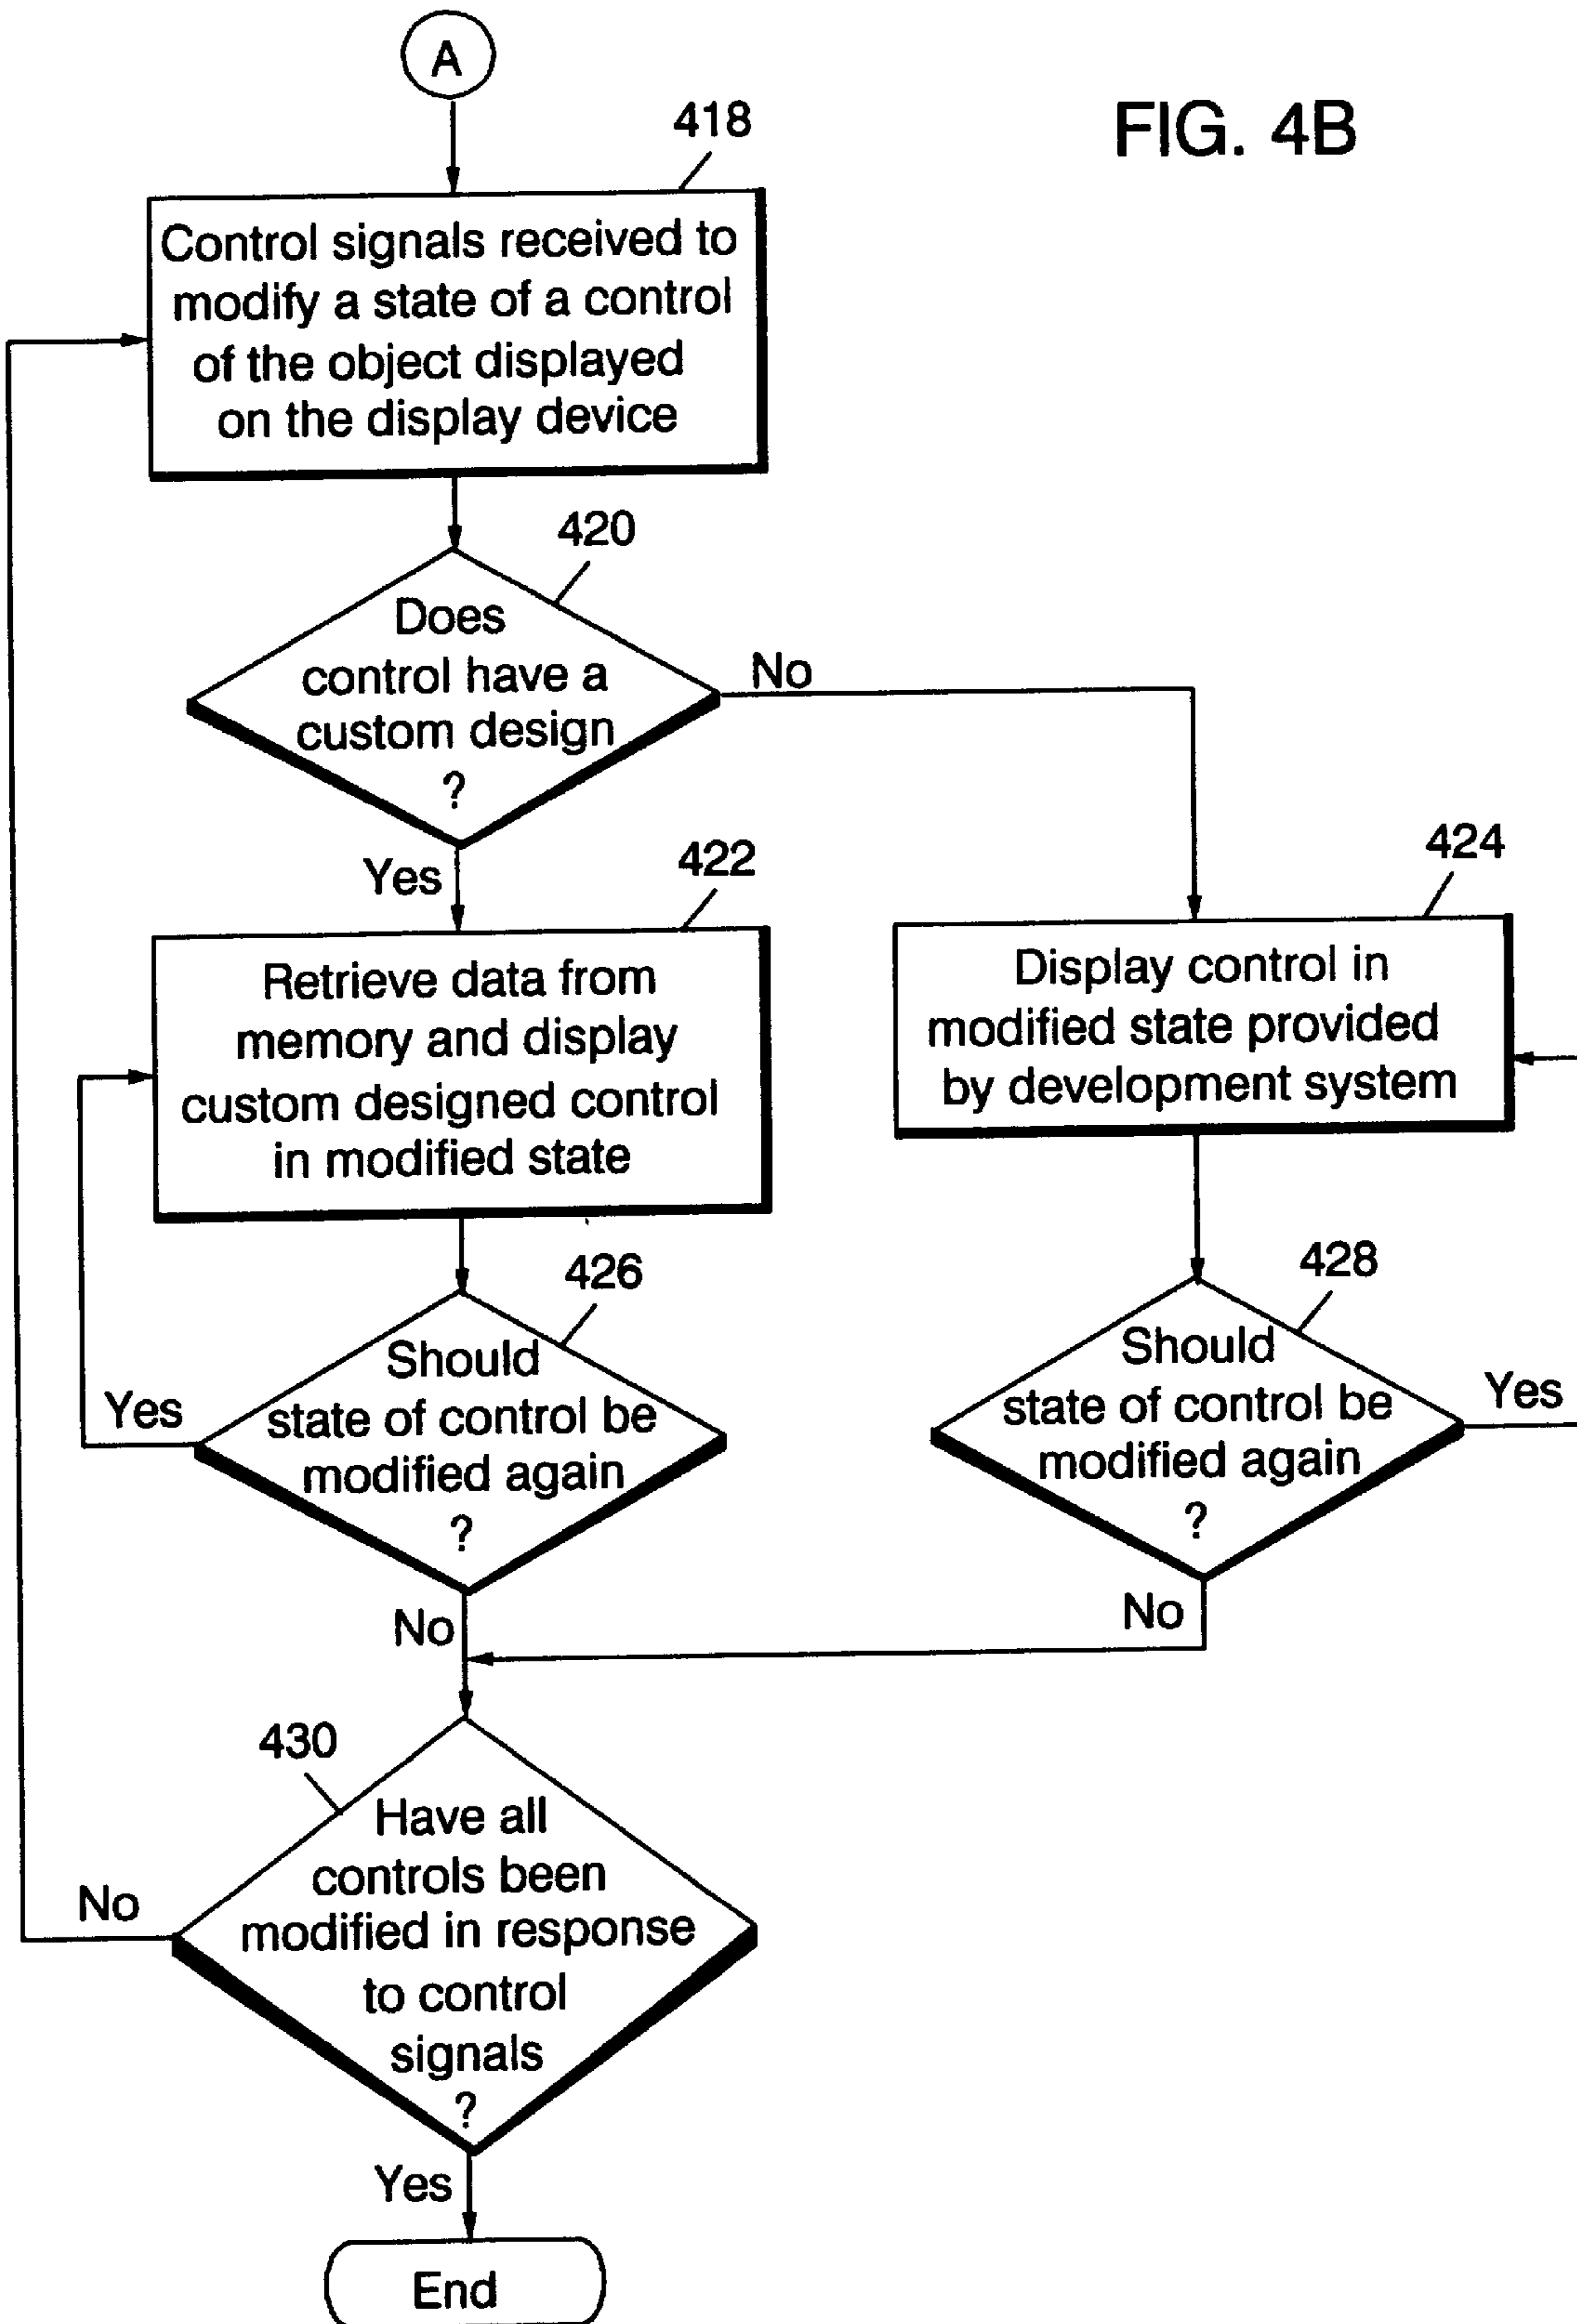 A
FIG. 4B
418
Control signals received to
modify a state of a control
of the object displayed
on the display device
420
Does
control have a
custom design
?
No
Yes
422
Retrieve data from
memory and display
custom designed control
in modified state
424
Display control in
modified state provided
by development system
426
Should
state of control be
modified again
?
Yes
No
428
Should
state of control be
modified again
?
Yes
No
430
Have all
controls been
modified in response
to control
signals
?
No
Yes
End